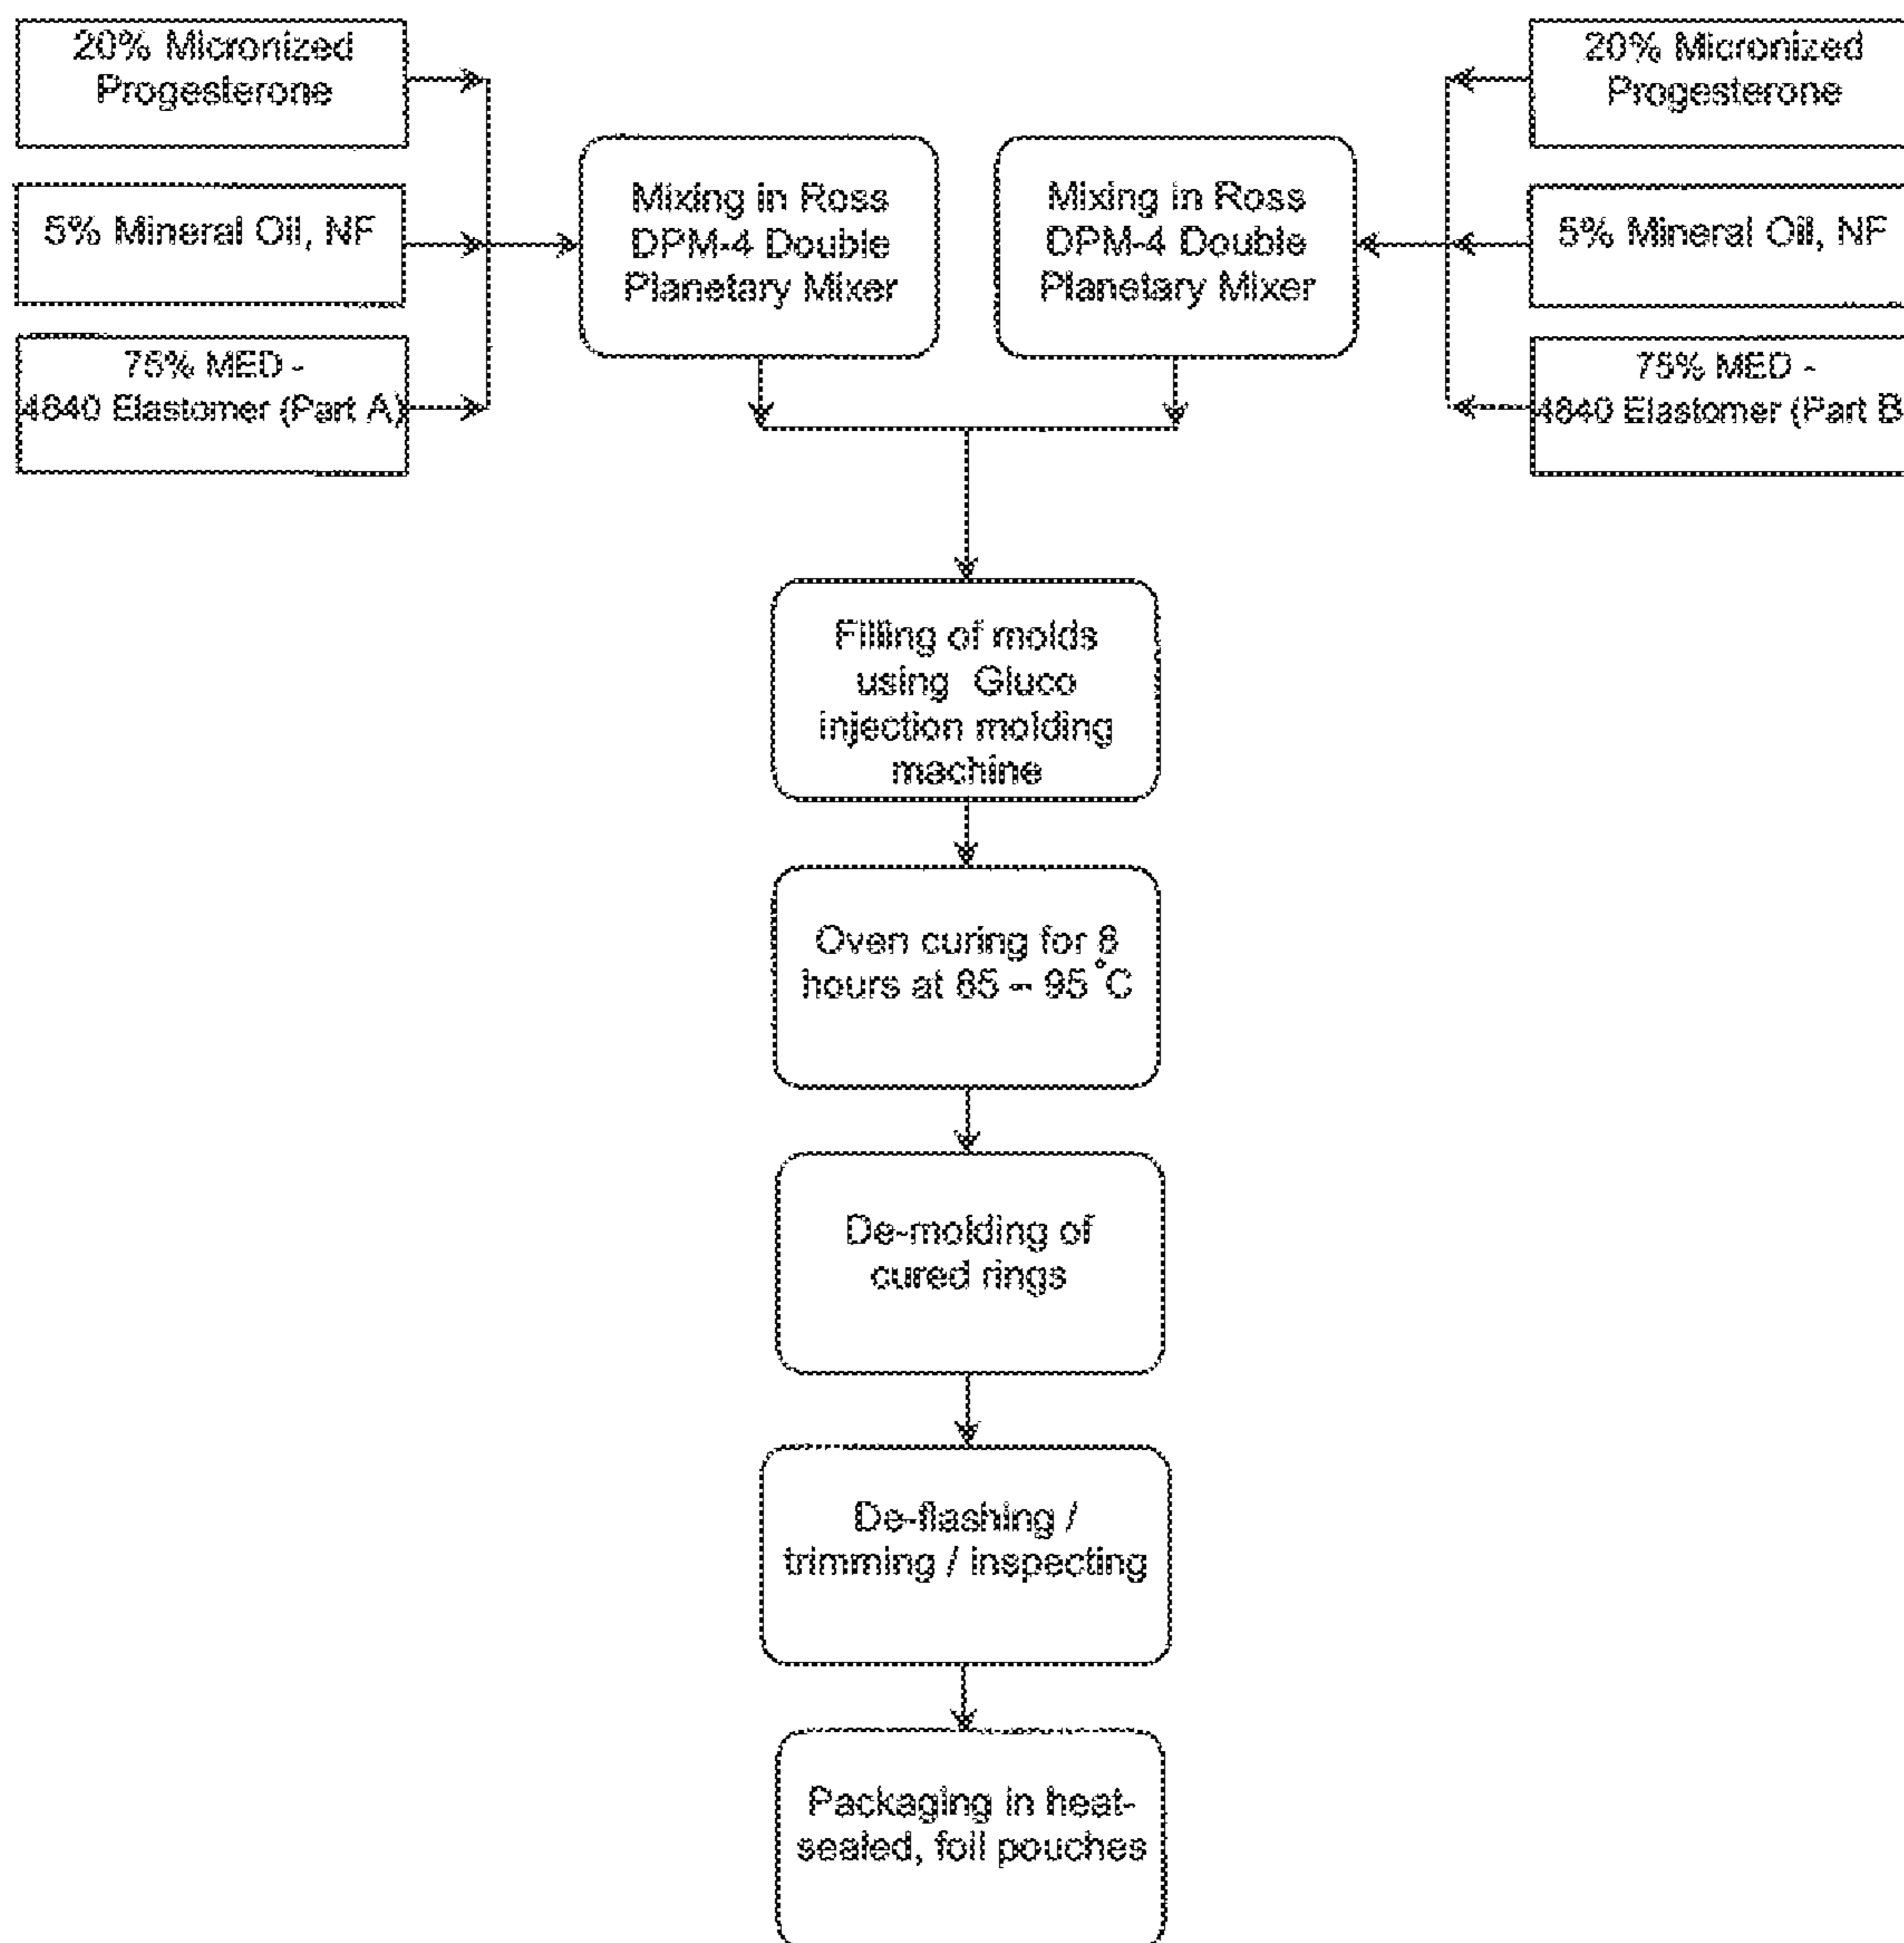 20% Micronized
Progesterone
5% Mineral Oil, NF
75% MED -
4840 Elastomer (Part A)
Mixing in Ross
DPM-4 Double
Planetary Mixer
Mixing in Ross
DPM-4 Double
Planetary Mixer
20% Micronized
Progesterone
5% Mineral Oil, NF
75% MED -
4840 Elastomer (Part B
Filling of molds
using Gluco
injection molding
machine
Oven curing for 8
hours at 85 – 95 °C
De-molding of
cured rings
De-flashing /
trimming / inspecting
Packaging in heat-
sealed, foil pouches